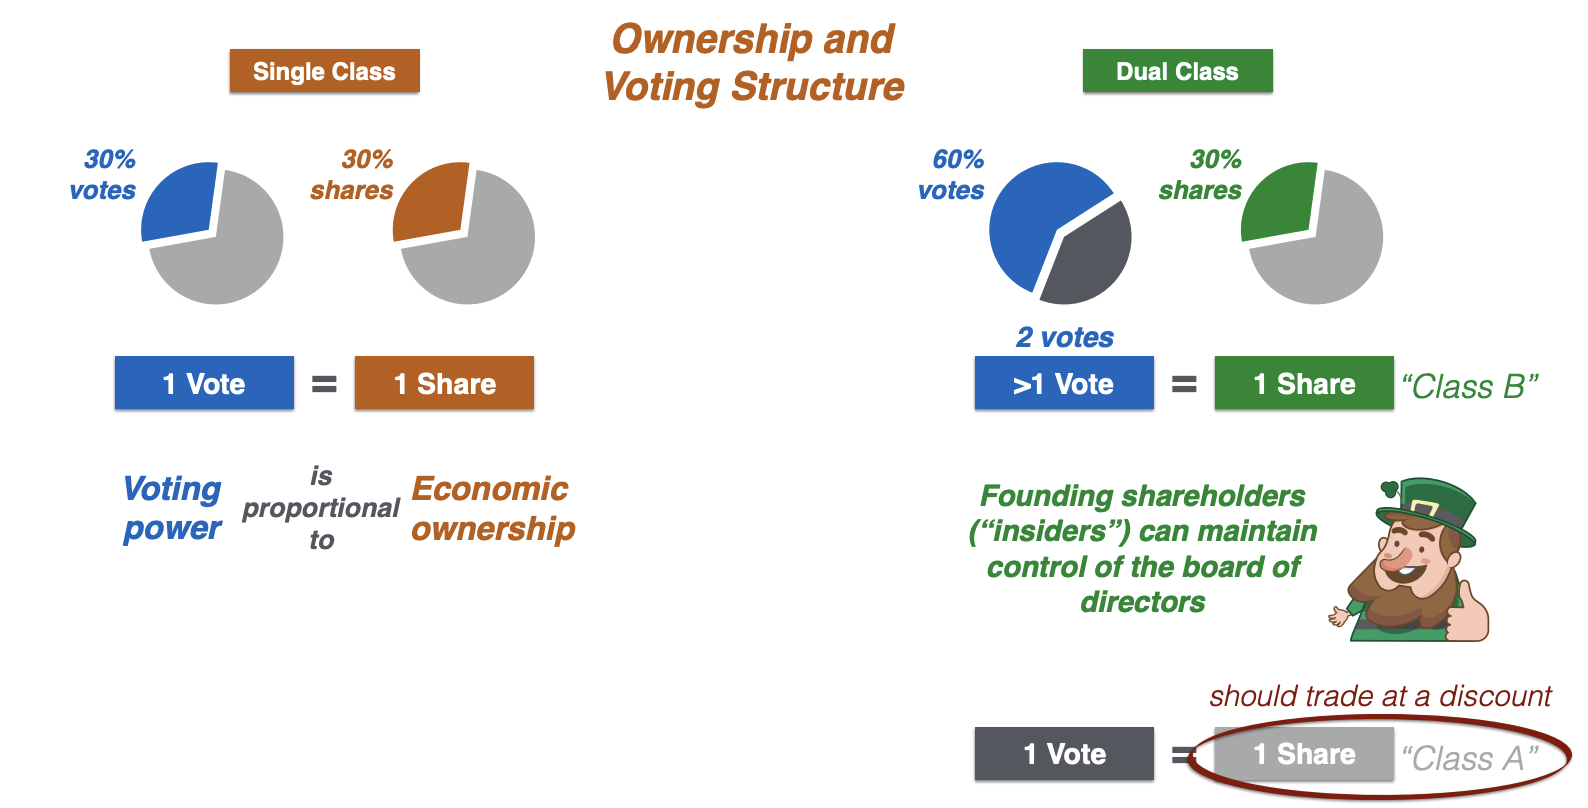 Ownership and
Voting Structure
Single Class
30%
votes
30%
shares
1 Vote
=
1 Share
Voting
power
is
proportional
to
Economic
ownership
Dual Class
60%
votes
30%
shares
2 votes
>1 Vote
=
1 Share
“Class B”
Founding shareholders
(“insiders”) can maintain
control of the board of
directors
should trade at a discount
1 Vote
=
1 Share
“Class A”